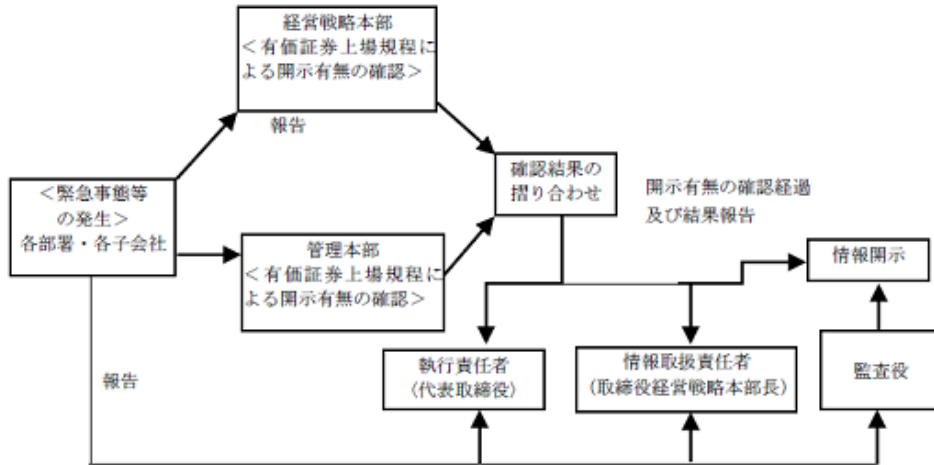 経営戦略本部
＜有価証券上場規程に
よる開示有無の確認＞
報告
＜緊急事態等
の発生＞
各部署・各子会社
確認結果の
摺り合わせ
開示有無の確認経過
及び結果報告
管理本部
＜有価証券上場規程に
よる開示有無の確認＞
情報開示
報告
執行責任者
（代表取締役）
情報取扱責任者
（取締役経営戦略本部長）
監査役